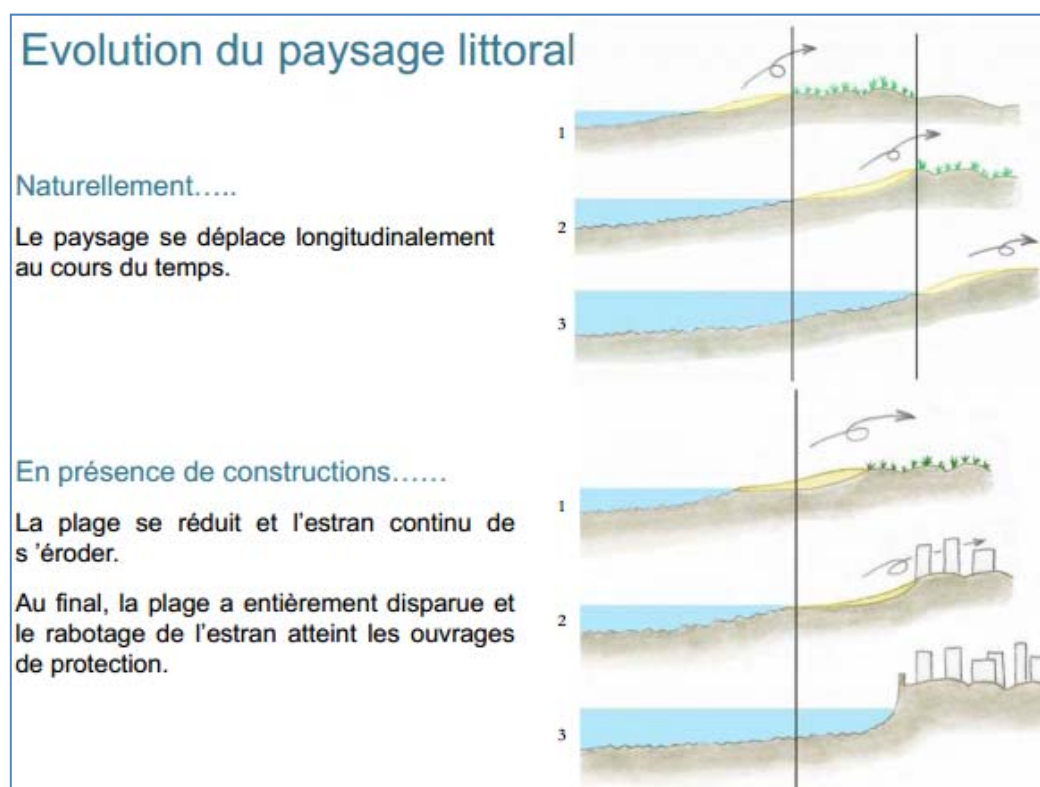 Evolution du paysage littoral
1
Naturellement…..
2
Le paysage se déplace longitudinalement
au cours du temps.
3
En présence de constructions……
1
La plage se réduit et l’estran continu de
s ’éroder.
Au final, la plage a entièrement disparue et
2
le rabotage de l’estran atteint les ouvrages
de protection.
3